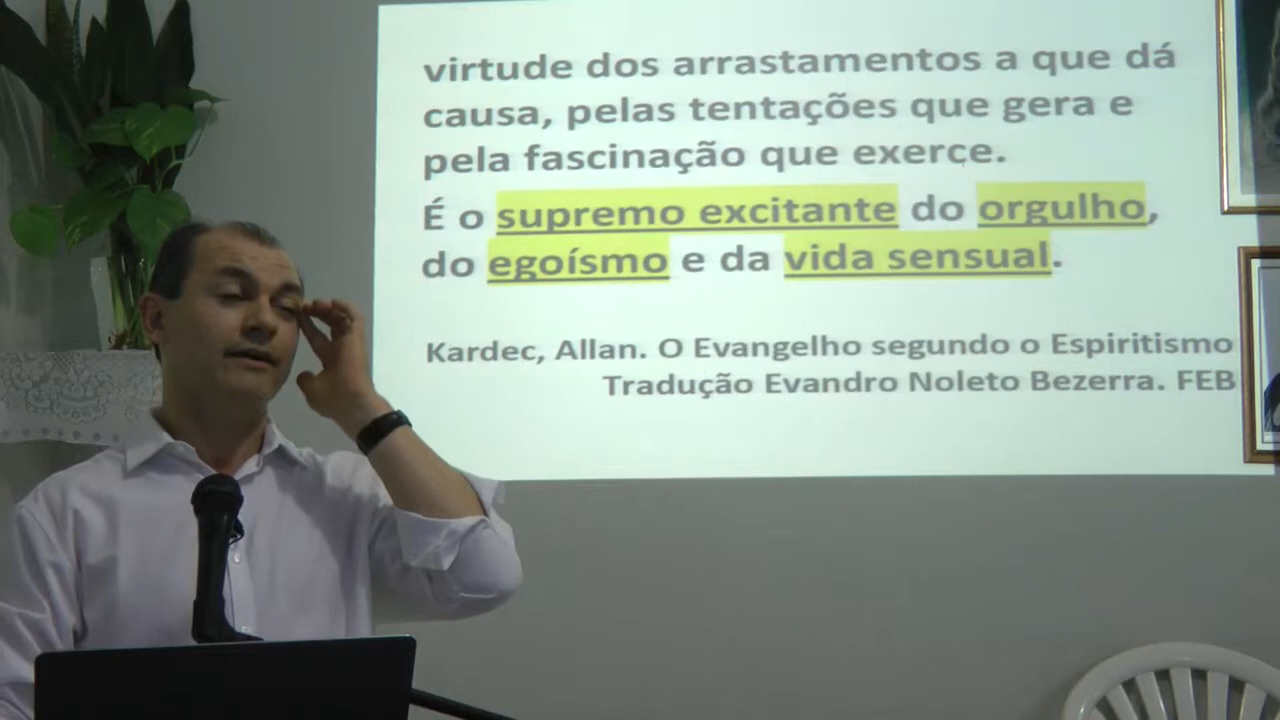 virtude dos arrastamentos a que dá
causa, pelas tentações que gera e
pela fascinação que exerce.
É o supremo excitante do orgulho,
do egoísmo e da vida sensual.
Kardec, Allan. O Evangelho segundo o Espiritismo
Tradução Evandro Noleto Bezerra. FEB